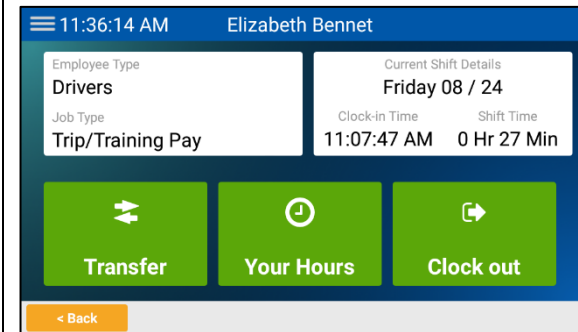 11:36:14 AM Elizabeth Bennet
Employee Type
Drivers
Job Type
Trip/Training Pay
Current Shift Details
Friday 08 / 24
Clock-in Time Shift Time
11:07:47 AM 0 Hr 27 Min
Transfer Your Hours Clock out
< Back